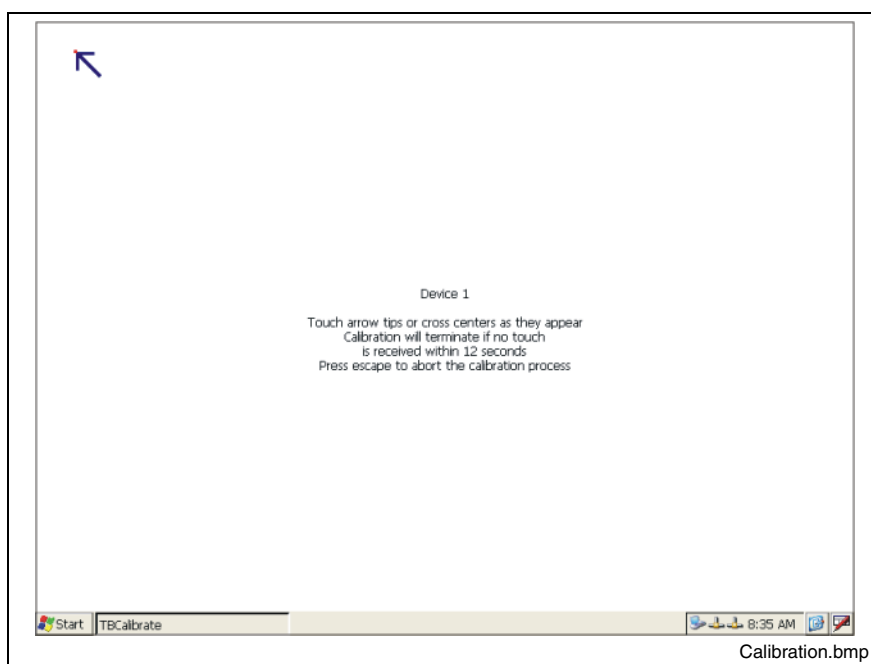 Device 1
Touch arrow tips or cross centers as they appear
Calibration will terminate if no touch
is received within 12 seconds
Press escape to abort the calibration process
Start TBCalibrate 8:35 AM
Calibration.bmp